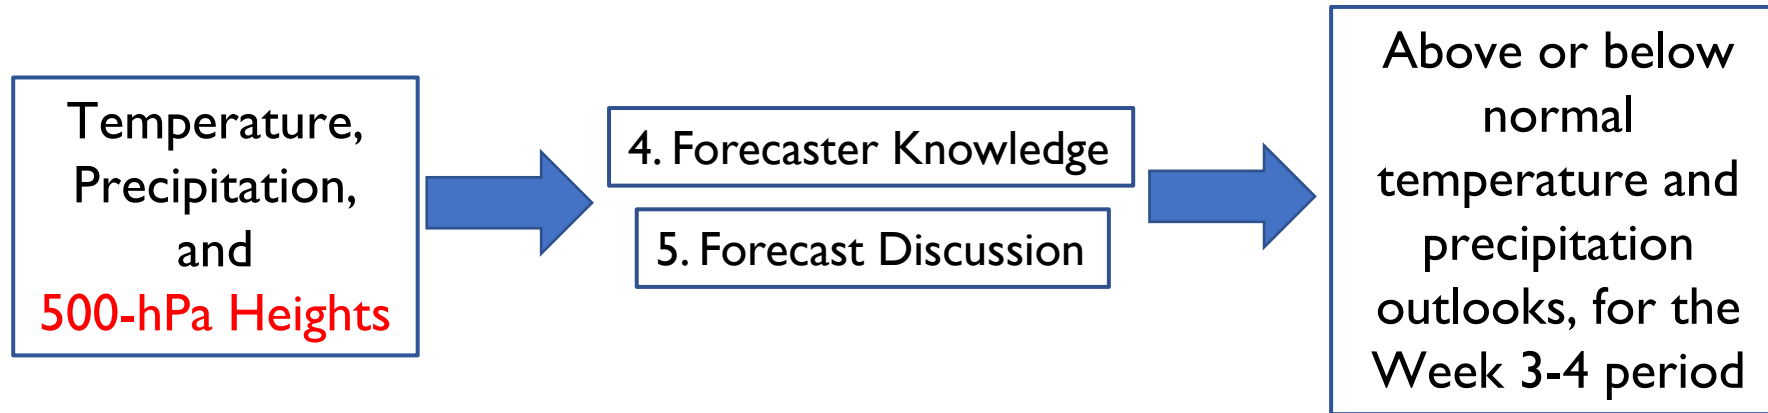 Temperature,
Precipitation,
and
500-hPa Heights
4. Forecaster Knowledge
5. Forecast Discussion
Above or below
normal
temperature and
precipitation
outlooks, for the
Week 3-4 period